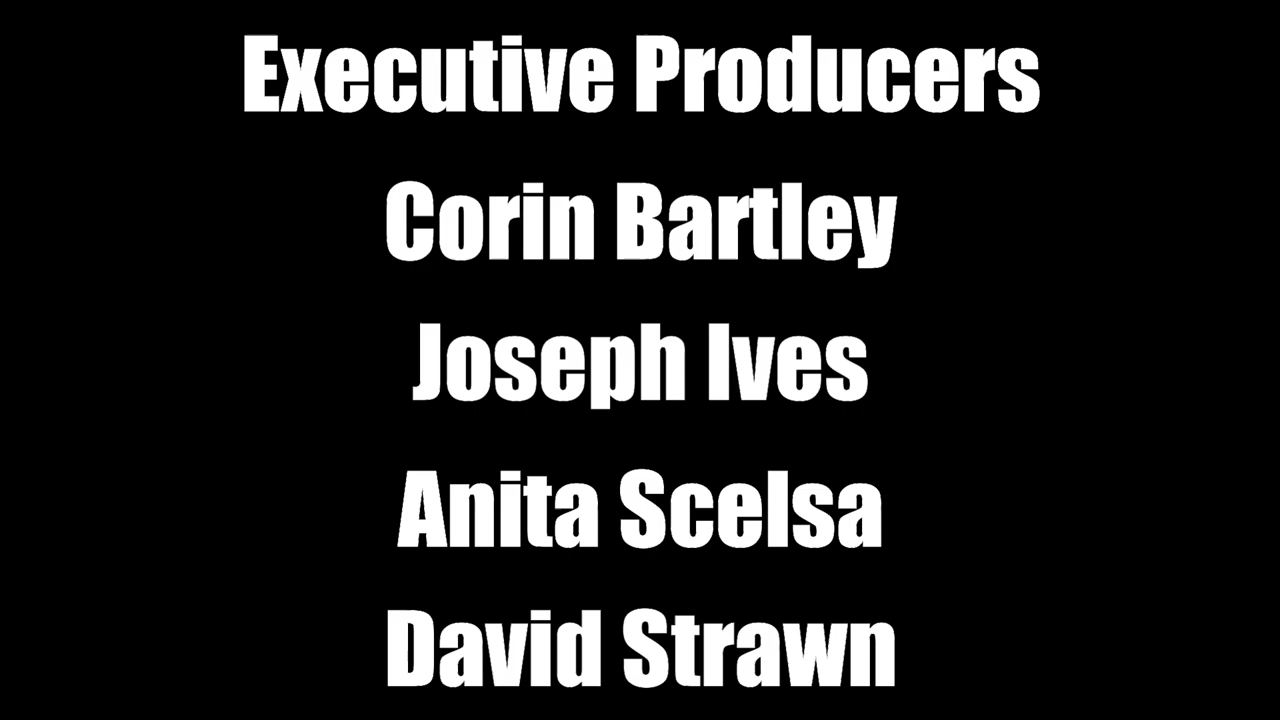 Executive Producers
Corin Bartley
Joseph Ives
Anita Scelsa
David Strawn